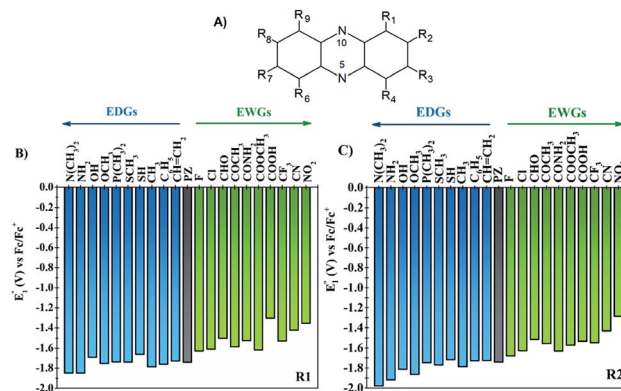 A)
R9
R1
R8
N
10
R2
R7
5
N
R3
R6
R4
EDGs
EWGs
EDGs
EWGs
B)
N(CH3)2
NH2
OH
OCH3
P(CH3)2
SCH3
SH
CH3
C6H5
CH=CH2
PZ
F
Cl
CHO
COCH3
CONH2
COOCH3
COOH
CF3
CN
NO2
C)
N(CH3)2
NH2
OH
OCH3
P(CH3)2
SCH3
SH
CH3
C6H5
CH=CH2
PZ
F
Cl
CHO
COCH3
CONH2
COOCH3
COOH
CF3
CN
NO2
E°1 (V) vs Fc/Fc+
0.0
-0.2
-0.4
-0.6
-0.8
-1.0
-1.2
-1.4
-1.6
-1.8
-2.0
R1
E°1 (V) vs Fc/Fc+
0.0
-0.2
-0.4
-0.6
-0.8
-1.0
-1.2
-1.4
-1.6
-1.8
-2.0
R2